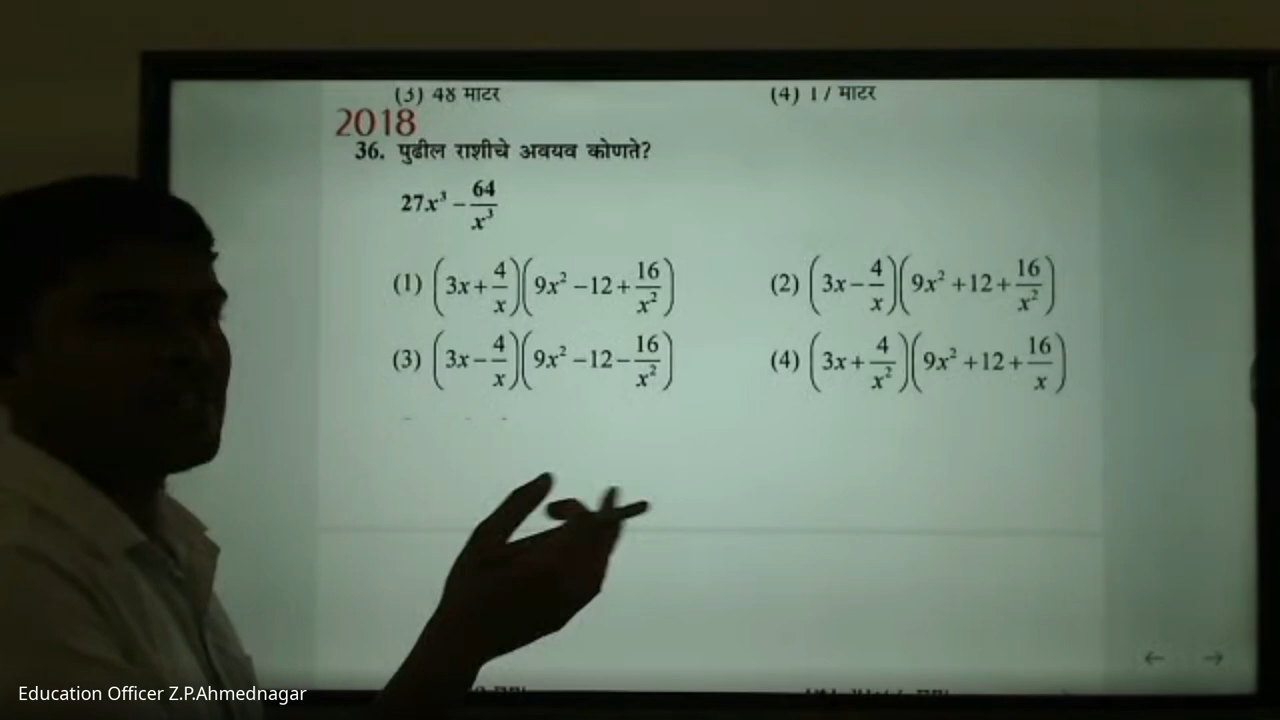 (3) 48 माटर (4) 17 माटर
2018
36. पुढील राशीचे अवयव कोणते?
27x³ − 64/x³
(1) (3x + 4/x)(9x² − 12 + 16/x²) (2) (3x − 4/x)(9x² + 12 + 16/x²)
(3) (3x − 4/x)(9x² − 12 − 16/x²) (4) (3x + 4/x²)(9x² + 12 + 16/x)
Education Officer Z.P.Ahmednagar